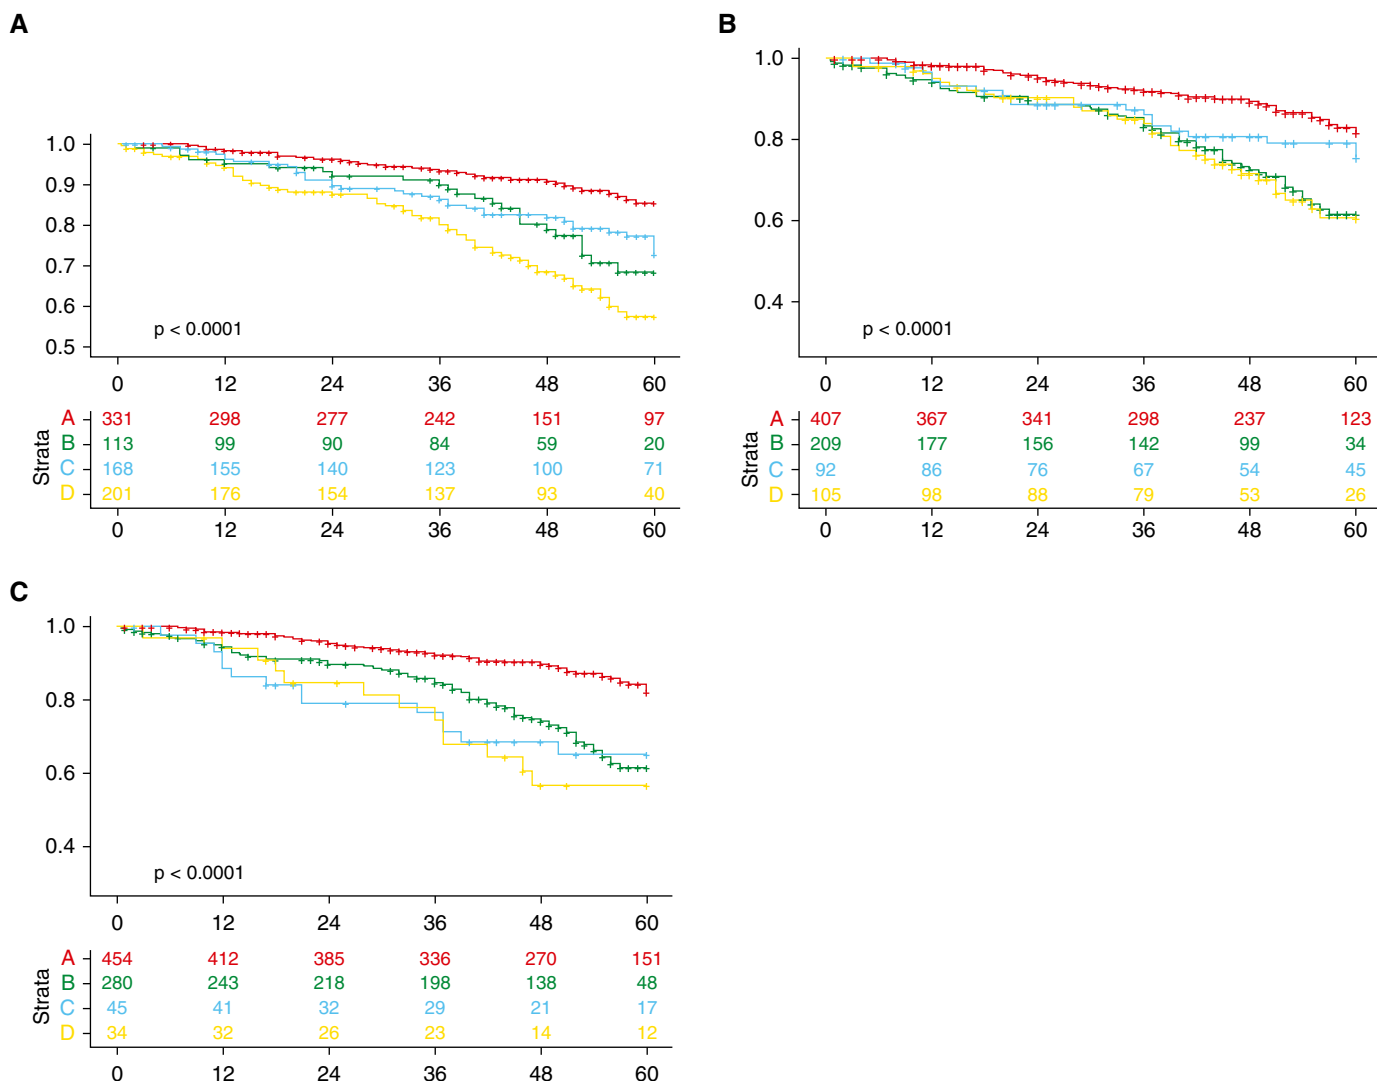 A
1.0
0.9
0.8
0.7
0.6
0.5
p < 0.0001
0 12 24 36 48 60
Strata
A 331 298 277 242 151 97
B 113 99 90 84 59 20
C 168 155 140 123 100 71
D 201 176 154 137 93 40
0 12 24 36 48 60
B
1.0
0.8
0.6
0.4
p < 0.0001
0 12 24 36 48 60
Strata
A 407 367 341 298 237 123
B 209 177 156 142 99 34
C 92 86 76 67 54 45
D 105 98 88 79 53 26
0 12 24 36 48 60
C
1.0
0.8
0.6
0.4
p < 0.0001
0 12 24 36 48 60
Strata
A 454 412 385 336 270 151
B 280 243 218 198 138 48
C 45 41 32 29 21 17
D 34 32 26 23 14 12
0 12 24 36 48 60